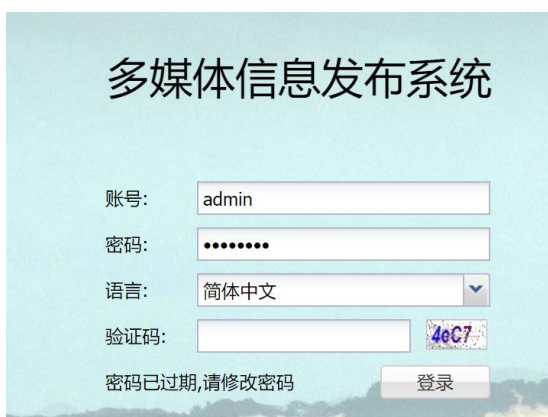 多媒体信息发布系统
账号: admin
密码: ••••••••
语言: 简体中文
验证码: 4eC7
密码已过期,请修改密码 登录